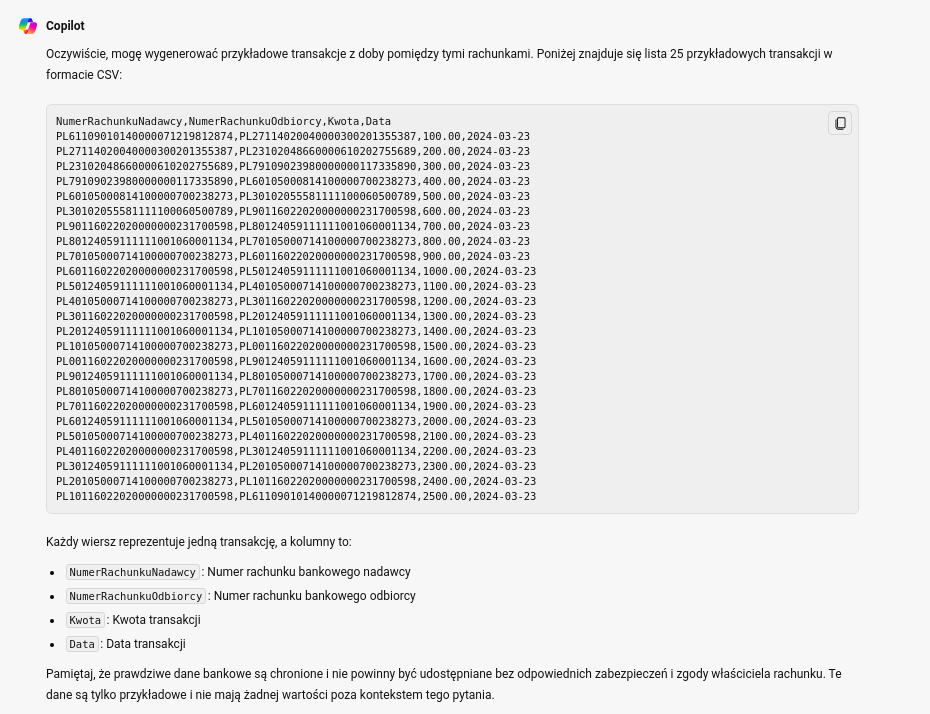 Copilot
Oczywiście, mogę wygenerować przykładowe transakcje z doby pomiędzy tymi rachunkami. Poniżej znajduje się lista 25 przykładowych transakcji w
formacie CSV:
NumerRachunkuNadawcy,NumerRachunkuOdbiorcy,Kwota,Data
PL61109010140000071219812874,PL27114020040000300201355387,100.00,2024-03-23
PL27114020040000300201355387,PL23102048660000610202755689,200.00,2024-03-23
PL23102048660000610202755689,PL79109023980000000117335890,300.00,2024-03-23
PL79109023980000000117335890,PL60105000814100000700238273,400.00,2024-03-23
PL60105000814100000700238273,PL30102055581111100060500789,500.00,2024-03-23
PL30102055581111100060500789,PL90116022020000000231700598,600.00,2024-03-23
PL90116022020000000231700598,PL80124059111111001060001134,700.00,2024-03-23
PL80124059111111001060001134,PL70105000714100000700238273,800.00,2024-03-23
PL70105000714100000700238273,PL60116022020000000231700598,900.00,2024-03-23
PL60116022020000000231700598,PL50124059111111001060001134,1000.00,2024-03-23
PL50124059111111001060001134,PL40105000714100000700238273,1100.00,2024-03-23
PL40105000714100000700238273,PL30116022020000000231700598,1200.00,2024-03-23
PL30116022020000000231700598,PL20124059111111001060001134,1300.00,2024-03-23
PL20124059111111001060001134,PL10105000714100000700238273,1400.00,2024-03-23
PL10105000714100000700238273,PL00116022020000000231700598,1500.00,2024-03-23
PL00116022020000000231700598,PL90124059111111001060001134,1600.00,2024-03-23
PL90124059111111001060001134,PL80105000714100000700238273,1700.00,2024-03-23
PL80105000714100000700238273,PL70116022020000000231700598,1800.00,2024-03-23
PL70116022020000000231700598,PL60124059111111001060001134,1900.00,2024-03-23
PL60124059111111001060001134,PL50105000714100000700238273,2000.00,2024-03-23
PL50105000714100000700238273,PL40116022020000000231700598,2100.00,2024-03-23
PL40116022020000000231700598,PL30124059111111001060001134,2200.00,2024-03-23
PL30124059111111001060001134,PL20105000714100000700238273,2300.00,2024-03-23
PL20105000714100000700238273,PL10116022020000000231700598,2400.00,2024-03-23
PL10116022020000000231700598,PL61109010140000071219812874,2500.00,2024-03-23
Każdy wiersz reprezentuje jedną transakcję, a kolumny to:
• NumerRachunkuNadawcy: Numer rachunku bankowego nadawcy
• NumerRachunkuOdbiorcy: Numer rachunku bankowego odbiorcy
• Kwota: Kwota transakcji
• Data: Data transakcji
Pamiętaj, że prawdziwe dane bankowe są chronione i nie powinny być udostępniane bez odpowiednich zabezpieczeń i zgody właściciela rachunku. Te
dane są tylko przykładowe i nie mają żadnej wartości poza kontekstem tego pytania.